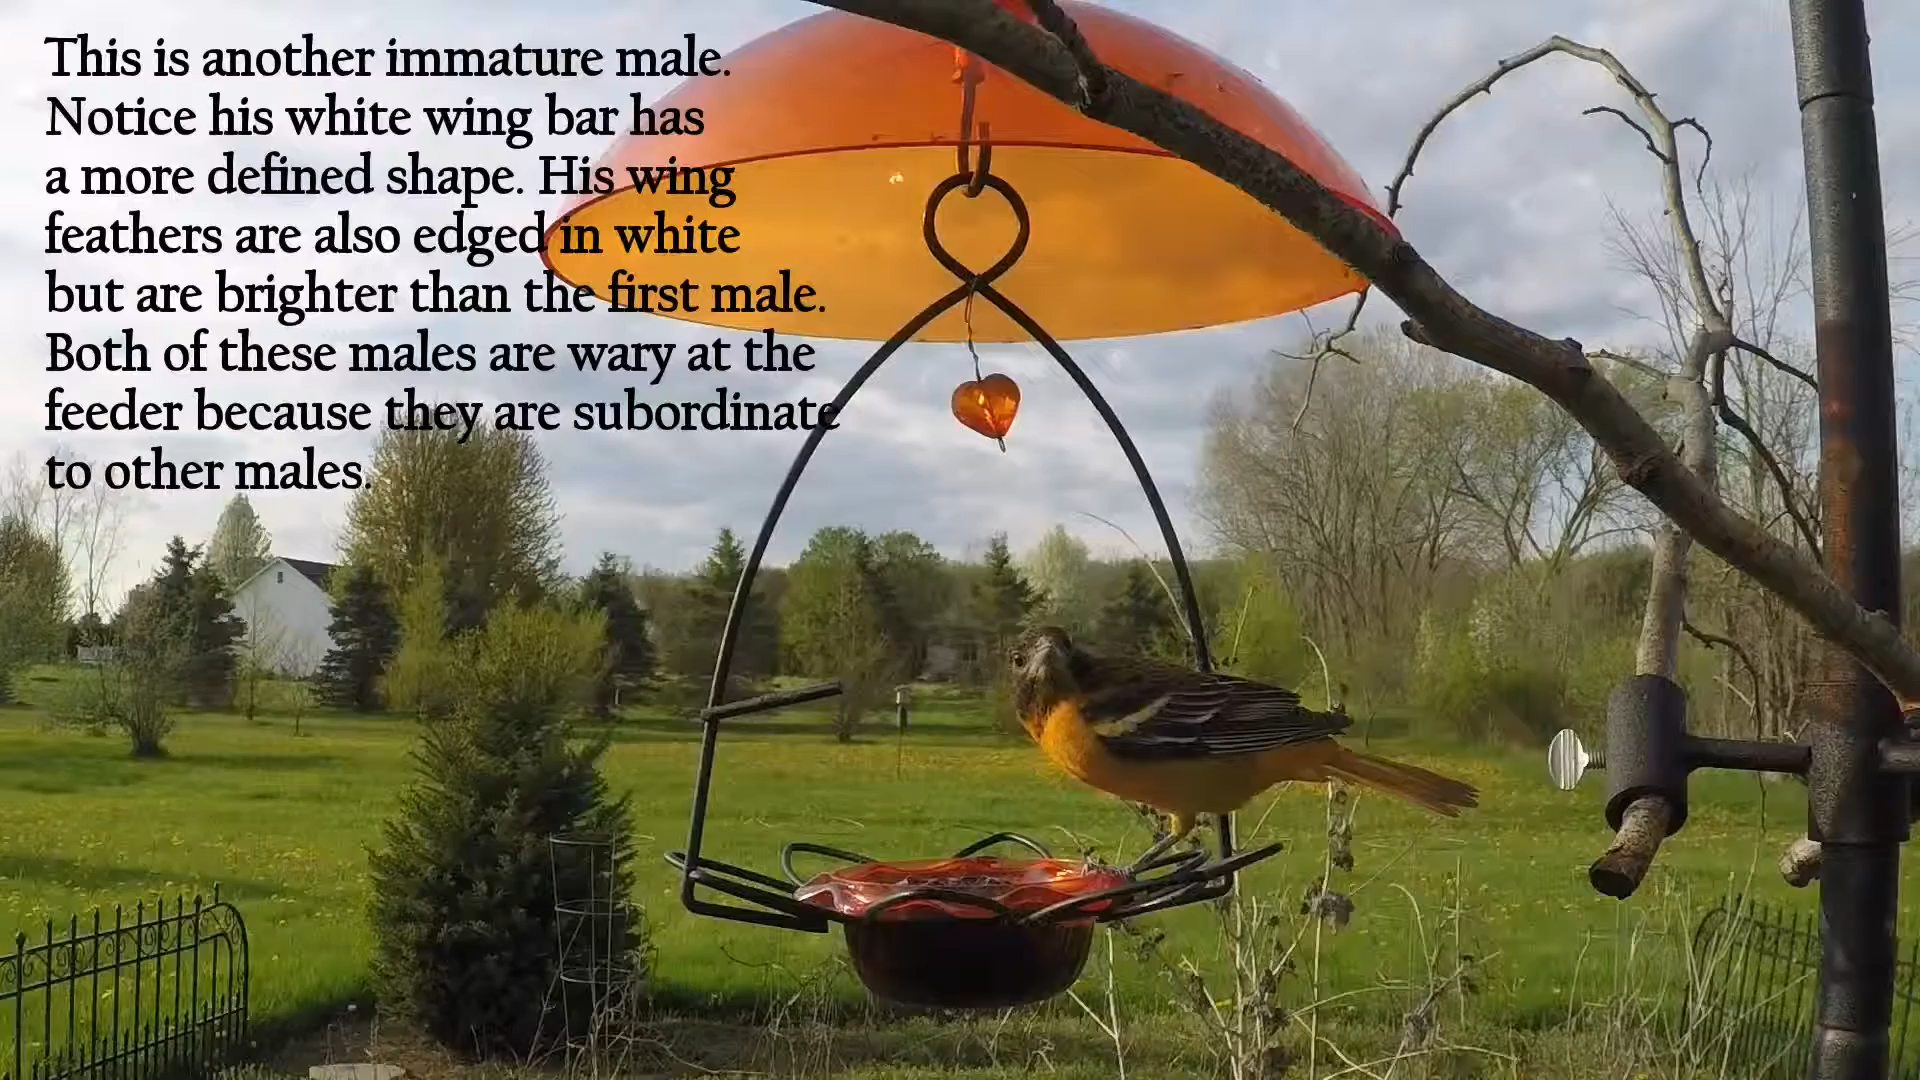 This is another immature male.
Notice his white wing bar has
a more defined shape. His wing
feathers are also edged in white
but are brighter than the first male.
Both of these males are wary at the
feeder because they are subordinate
to other males.